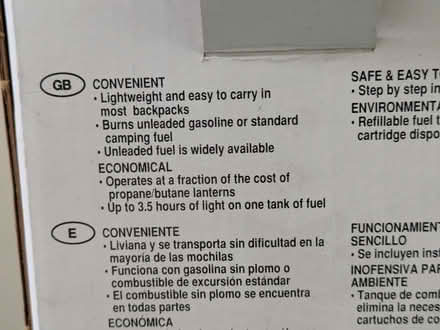 GB
CONVENIENT
· Lightweight and easy to carry in
most backpacks
· Burns unleaded gasoline or standard
camping fuel
· Unleaded fuel is widely available
ECONOMICAL
· Operates at a fraction of the cost of
propane/butane lanterns
· Up to 3.5 hours of light on one tank of fuel
SAFE & EASY
· Step by step in
ENVIRONMENTA
· Refillable fuel t
cartridge dispo
E
CONVENIENTE
· Liviana y se transporta sin dificultad en la
mayoría de las mochilas
· Funciona con gasolina sin plomo o
combustible de excursión estándar
· El combustible sin plomo se encuentra
en todas partes
ECONÓMICA
FUNCIONAMIENT
SENCILLO
· Se incluyen inst
INOFENSIVA PAR
AMBIENTE
· Tanque de comb
elimina la neces
cartuchos de co